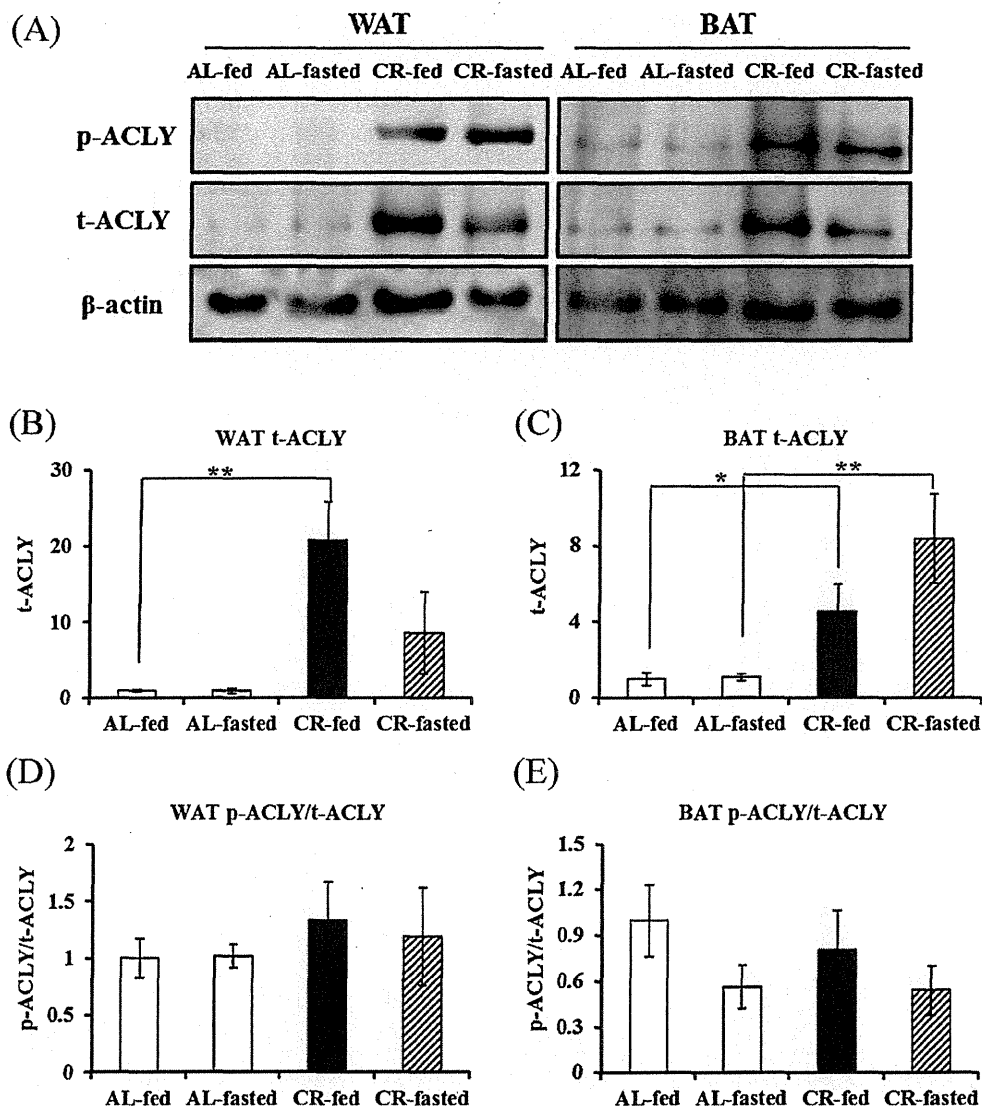 (A)
WAT BAT
AL-fed AL-fasted CR-fed CR-fasted AL-fed AL-fasted CR-fed CR-fasted
p-ACLY
t-ACLY
β-actin
(B)
WAT t-ACLY
t-ACLY
30
20
10
0
**
AL-fed AL-fasted CR-fed CR-fasted
(C)
BAT t-ACLY
t-ACLY
12
8
4
0
*
**
AL-fed AL-fasted CR-fed CR-fasted
(D)
WAT p-ACLY/t-ACLY
p-ACLY/t-ACLY
2
1.5
1
0.5
0
AL-fed AL-fasted CR-fed CR-fasted
(E)
BAT p-ACLY/t-ACLY
p-ACLY/t-ACLY
1.5
1.2
0.9
0.6
0.3
0
AL-fed AL-fasted CR-fed CR-fasted